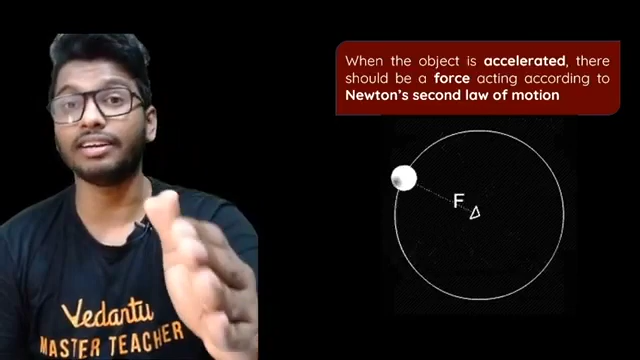 When the object is accelerated, there
should be a force acting according to
Newton's second law of motion
F
Vedantu
MASTER TEACHER